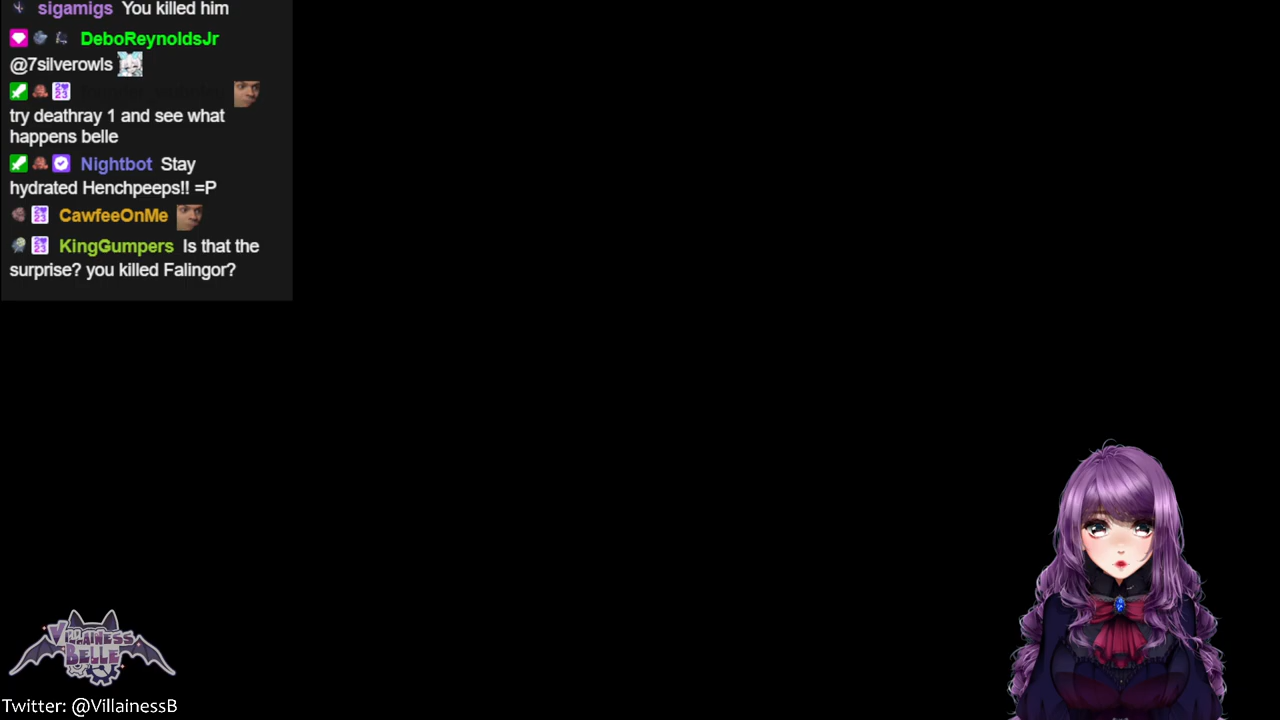 sigamigs You killed him
DeboReynoldsJr
@7silverowls
try deathray 1 and see what
happens belle
Nightbot Stay
hydrated Henchpeeps!! =P
CawfeeOnMe
KingGumpers Is that the
surprise? you killed Falingor?
VILLAINESS
BELLE
Twitter: @VillainessB